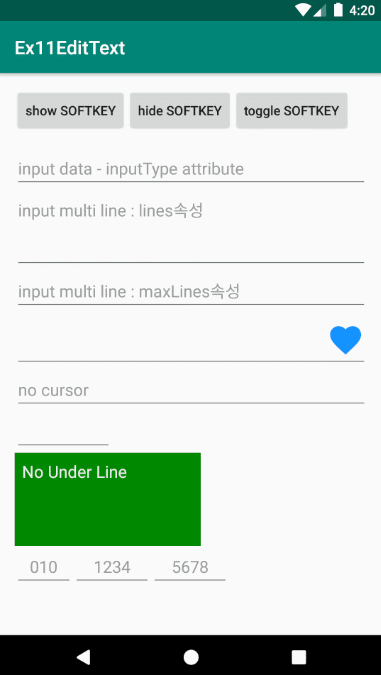 4:20
Ex11EditText
show SOFTKEY hide SOFTKEY toggle SOFTKEY
input data - inputType attribute
input multi line : lines속성
input multi line : maxLines속성
no cursor
No Under Line
010 1234 5678